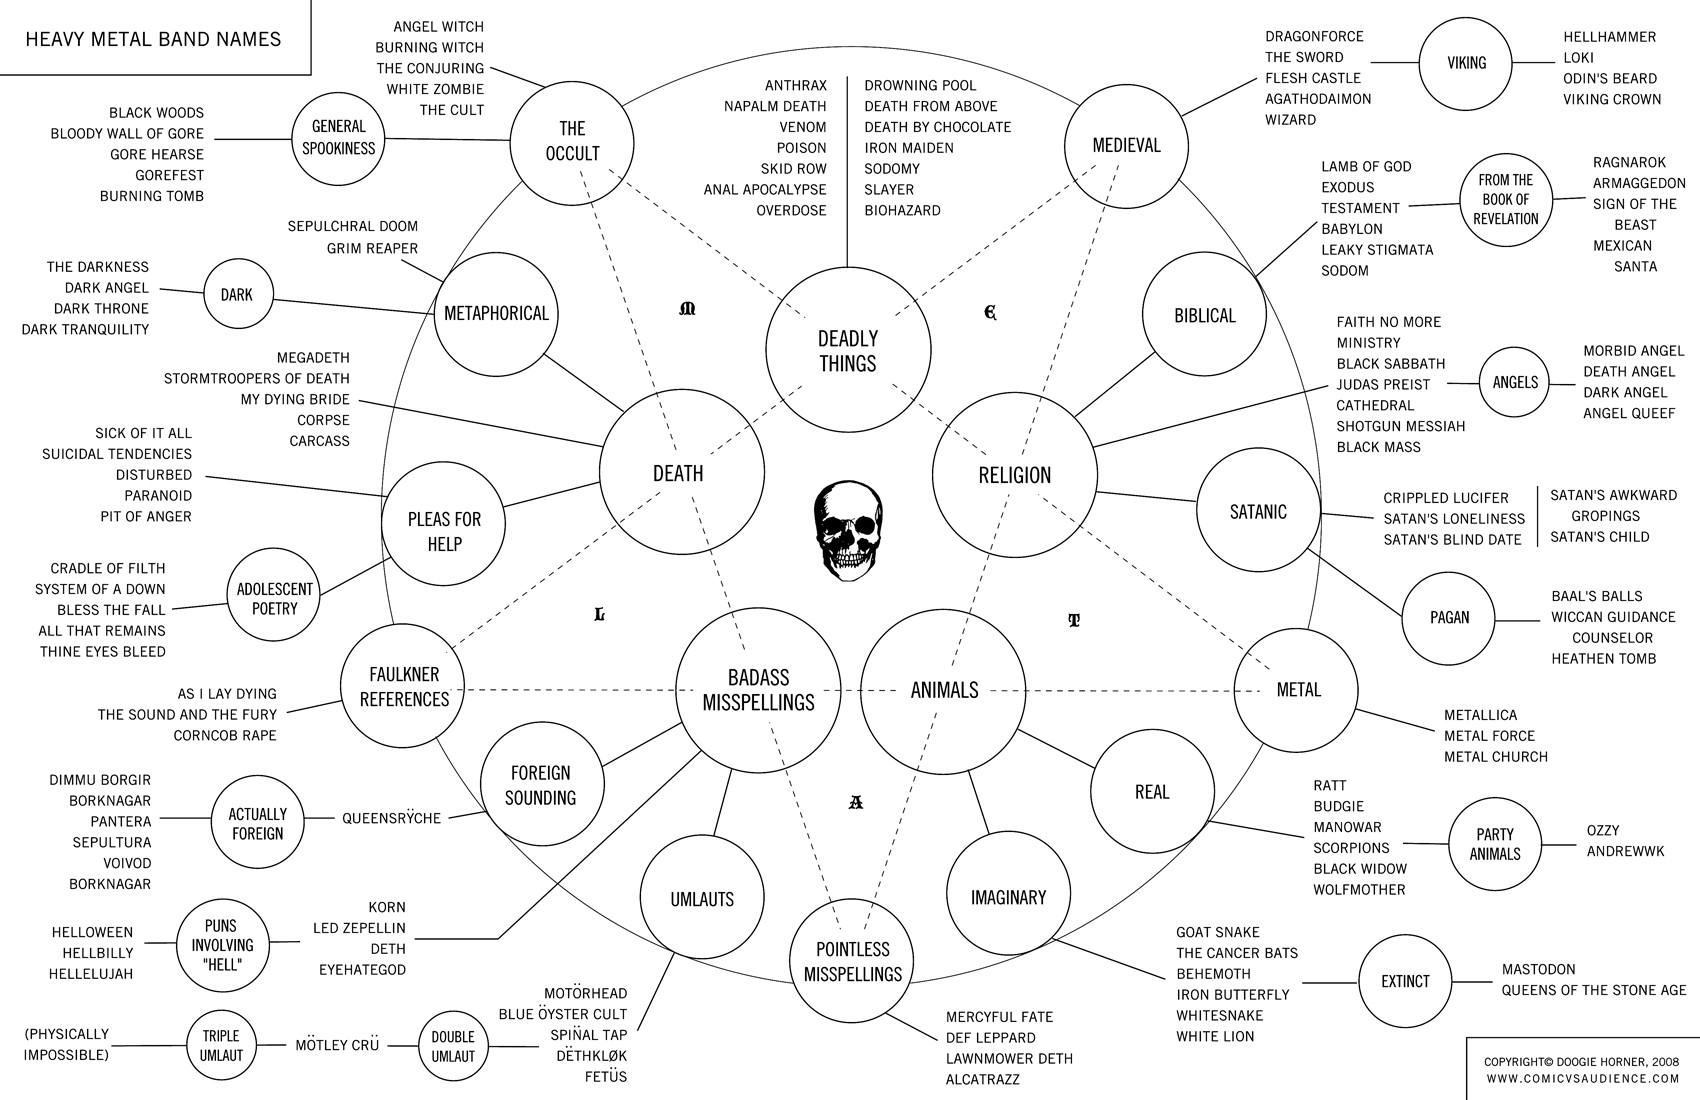 HEAVY METAL BAND NAMES
ANGEL WITCH
BURNING WITCH
THE CONJURING
WHITE ZOMBIE
THE CULT
THE
OCCULT
BLACK WOODS
BLOODY WALL OF GORE
GORE HEARSE
GOREFEST
BURNING TOMB
GENERAL
SPOOKINESS
ANTHRAX
NAPALM DEATH
VENOM
POISON
SKID ROW
ANAL APOCALYPSE
OVERDOSE
DROWNING POOL
DEATH FROM ABOVE
DEATH BY CHOCOLATE
IRON MAIDEN
SODOMY
SLAYER
BIOHAZARD
DEADLY
THINGS
MEDIEVAL
DRAGONFORCE
THE SWORD
FLESH CASTLE
AGATHODAIMON
WIZARD
VIKING
HELLHAMMER
LOKI
ODIN'S BEARD
VIKING CROWN
LAMB OF GOD
EXODUS
TESTAMENT
BABYLON
LEAKY STIGMATA
SODOM
FROM THE
BOOK OF
REVELATION
RAGNAROK
ARMAGGEDON
SIGN OF THE
BEAST
MEXICAN
SANTA
BIBLICAL
SEPULCHRAL DOOM
GRIM REAPER
METAPHORICAL
THE DARKNESS
DARK ANGEL
DARK THRONE
DARK TRANQUILITY
DARK
M
E
MEGADETH
STORMTROOPERS OF DEATH
MY DYING BRIDE
CORPSE
CARCASS
DEATH
RELIGION
FAITH NO MORE
MINISTRY
BLACK SABBATH
JUDAS PREIST
CATHEDRAL
SHOTGUN MESSIAH
BLACK MASS
ANGELS
MORBID ANGEL
DEATH ANGEL
DARK ANGEL
ANGEL QUEEF
SICK OF IT ALL
SUICIDAL TENDENCIES
DISTURBED
PARANOID
PIT OF ANGER
PLEAS FOR
HELP
SATANIC
CRIPPLED LUCIFER
SATAN'S LONELINESS
SATAN'S BLIND DATE
SATAN'S AWKWARD
GROPINGS
SATAN'S CHILD
CRADLE OF FILTH
SYSTEM OF A DOWN
BLESS THE FALL
ALL THAT REMAINS
THINE EYES BLEED
ADOLESCENT
POETRY
PAGAN
BAAL'S BALLS
WICCAN GUIDANCE
COUNSELOR
HEATHEN TOMB
L
T
FAULKNER
REFERENCES
AS I LAY DYING
THE SOUND AND THE FURY
CORNCOB RAPE
BADASS
MISSPELLINGS
ANIMALS
METAL
METALLICA
METAL FORCE
METAL CHURCH
FOREIGN
SOUNDING
QUEENSRŸCHE
ACTUALLY
FOREIGN
DIMMU BORGIR
BORKNAGAR
PANTERA
SEPULTURA
VOIVOD
BORKNAGAR
A
REAL
RATT
BUDGIE
MANOWAR
SCORPIONS
BLACK WIDOW
WOLFMOTHER
PARTY
ANIMALS
OZZY
ANDREWWK
UMLAUTS
IMAGINARY
KORN
LED ZEPELLIN
DETH
EYEHATEGOD
PUNS
INVOLVING
"HELL"
HELLOWEEN
HELLBILLY
HELLELUJAH
POINTLESS
MISSPELLINGS
MERCYFUL FATE
DEF LEPPARD
LAWNMOWER DETH
ALCATRAZZ
GOAT SNAKE
THE CANCER BATS
BEHEMOTH
IRON BUTTERFLY
WHITESNAKE
WHITE LION
EXTINCT
MASTODON
QUEENS OF THE STONE AGE
MOTÖRHEAD
BLUE ÖYSTER CULT
SPIN̈AL TAP
DËTHKLØK
FETÜS
DOUBLE
UMLAUT
MÖTLEY CRÜ
TRIPLE
UMLAUT
(PHYSICALLY
IMPOSSIBLE)
COPYRIGHT© DOOGIE HORNER, 2008
WWW.COMICVSAUDIENCE.COM